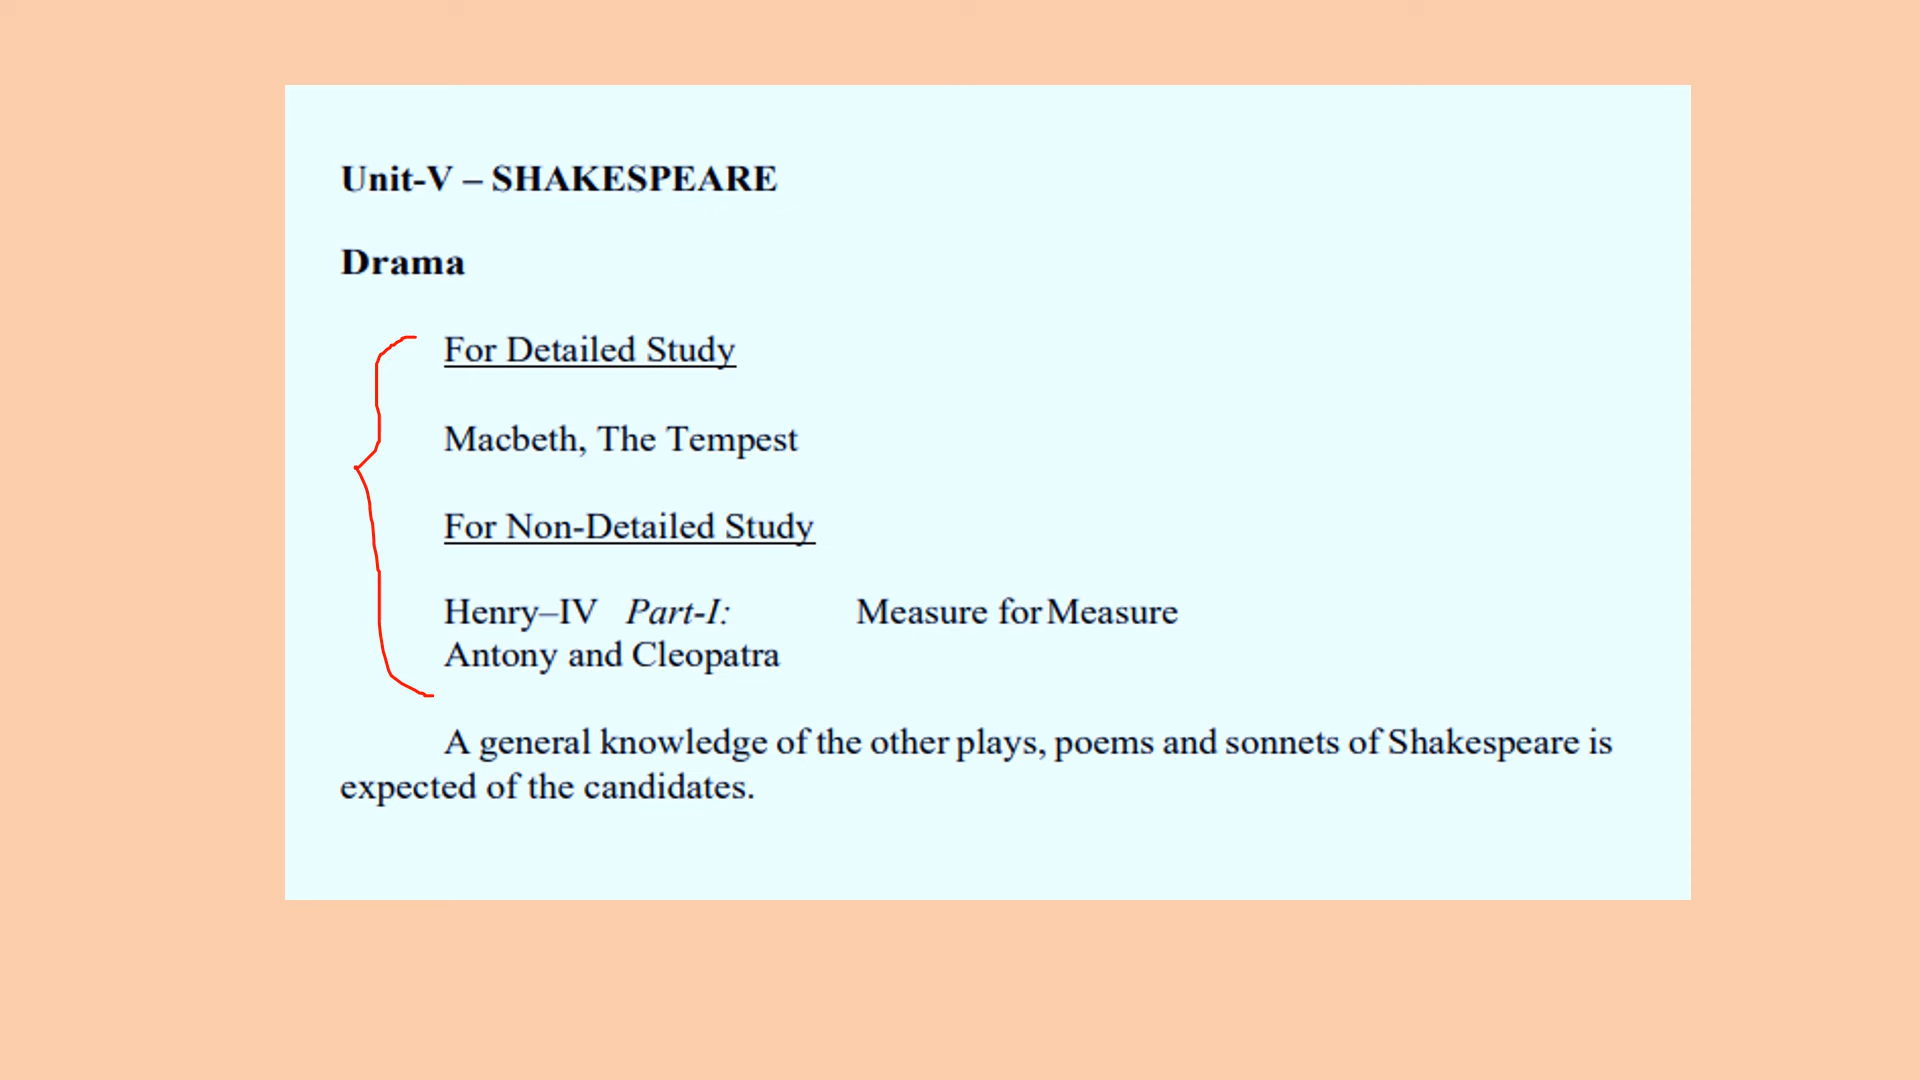 Unit-V – SHAKESPEARE
Drama
For Detailed Study
Macbeth, The Tempest
For Non-Detailed Study
Henry–IV Part-I: Measure for Measure
Antony and Cleopatra
A general knowledge of the other plays, poems and sonnets of Shakespeare is
expected of the candidates.